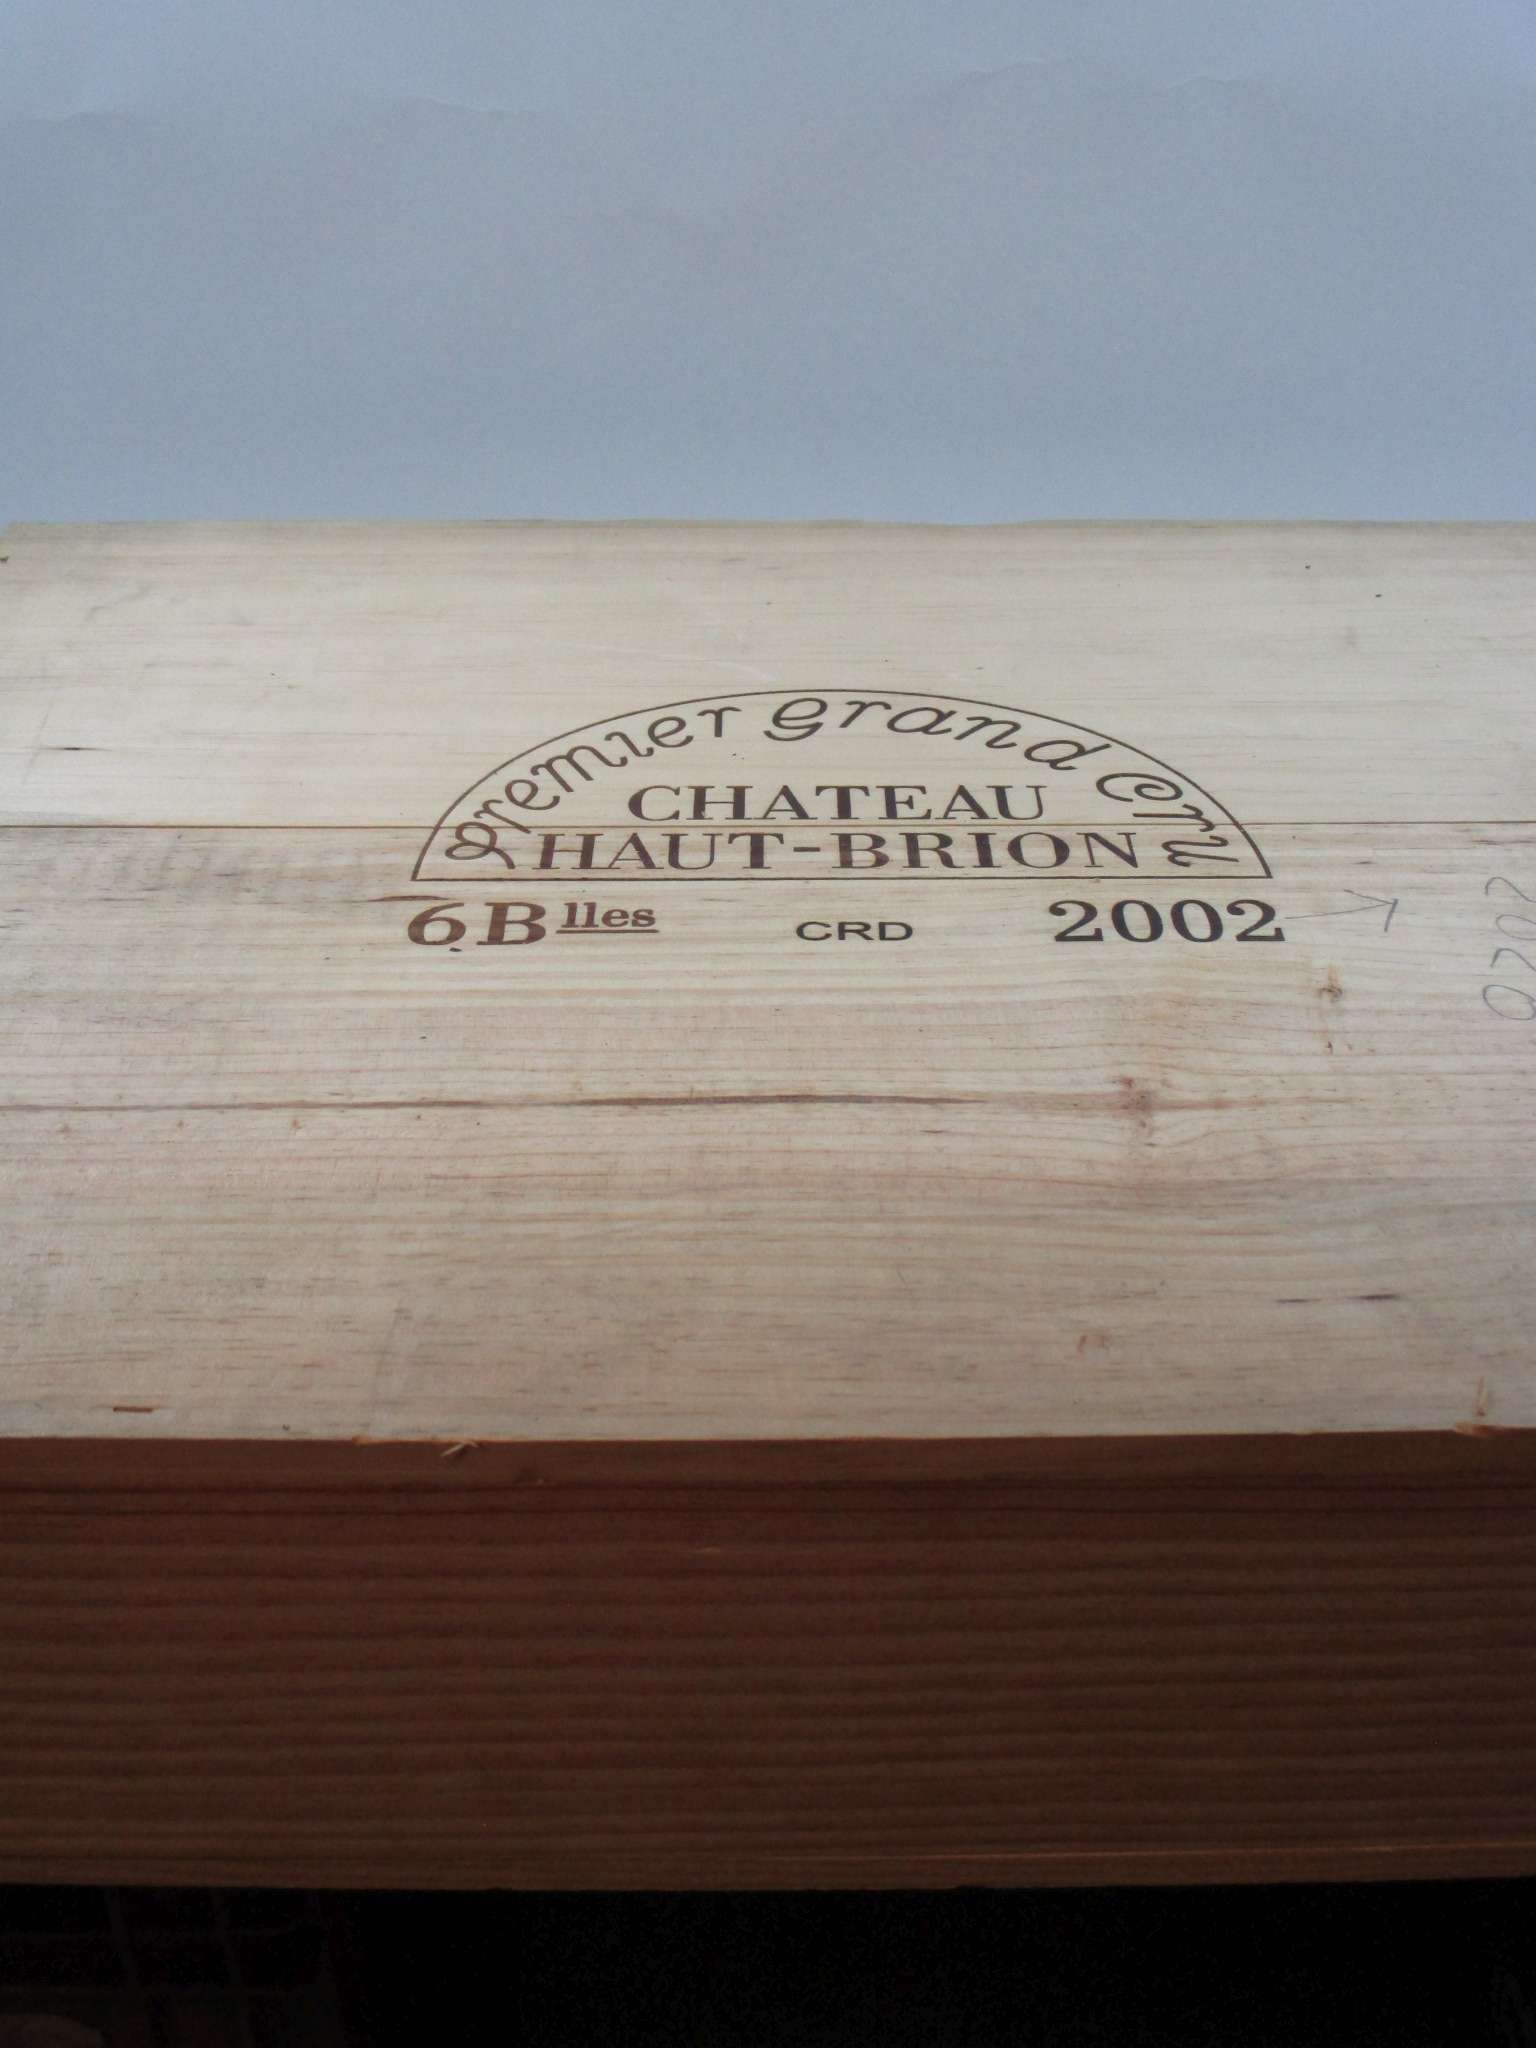 Premier Grand Cru
CHATEAU
HAUT-BRION
6 Blles CRD 2002